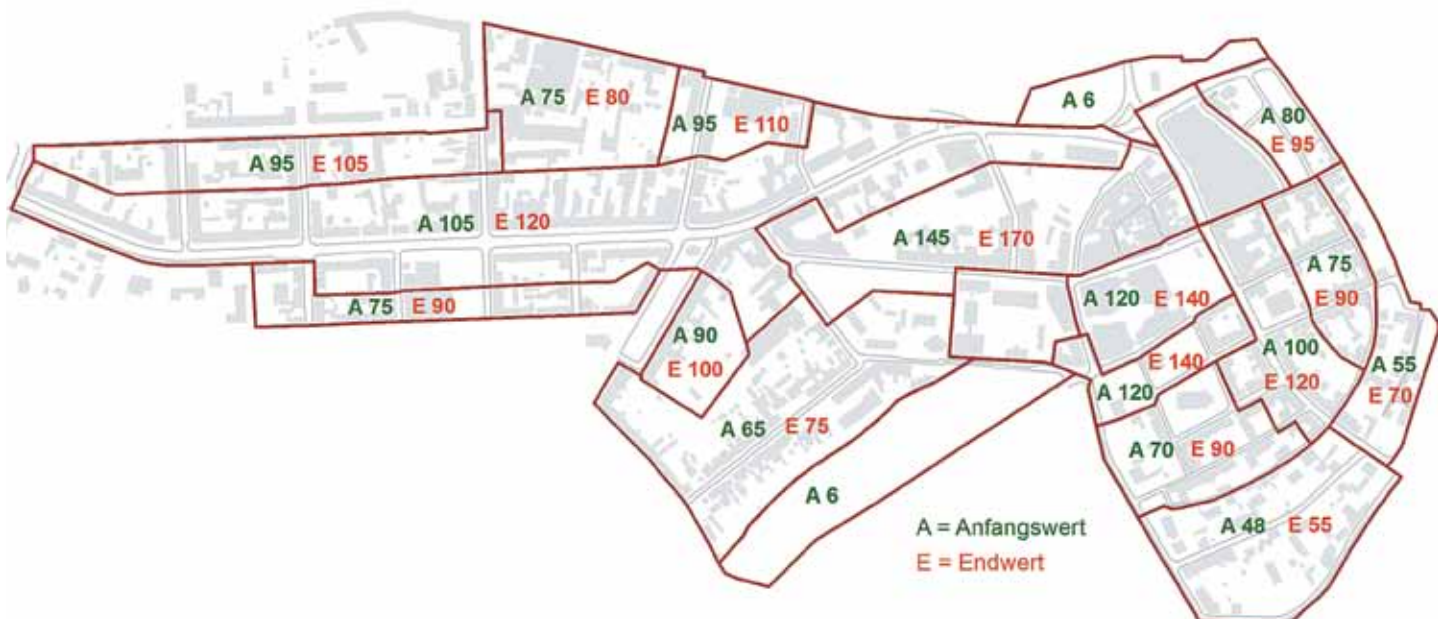 A 75 E 80
A 95 E 110
A 6
A 80
E 95
A 95 E 105
A 105 E 120
A 145 E 170
A 75
E 90
A 75 E 90
A 120 E 140
A 90
E 100
E 140
A 120
A 100
E 120
A 55
E 70
A 65 E 75
A 70 E 90
A 6
A 48 E 55
A = Anfangswert
E = Endwert